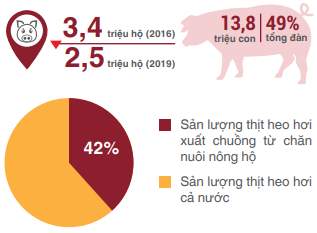 3,4 triệu hộ (2016)
2,5 triệu hộ (2019)
13,8 49%
triệu con tổng đàn
42%
Sản lượng thịt heo hơi
xuất chuồng từ chăn
nuôi nông hộ
Sản lượng thịt heo hơi
cả nước